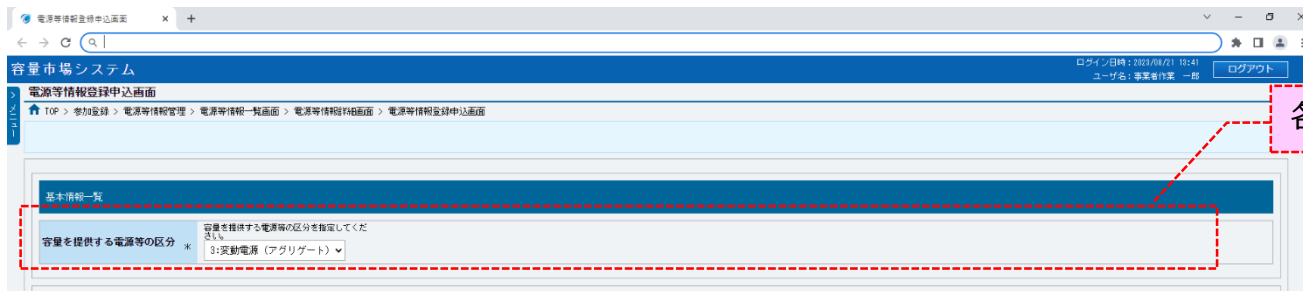 電源等情報登録申込画面
容量市場システム
ログイン日時:2023/08/21 13:41
ユーザ名:事業者作業 一郎
ログアウト
電源等情報登録申込画面
メニュー
TOP > 参加登録 > 電源等情報管理 > 電源等情報一覧画面 > 電源等情報詳細画面 > 電源等情報登録申込画面
各
基本情報一覧
容量を提供する電源等の区分 *
容量を提供する電源等の区分を指定してくだ
さい。
3:変動電源(アグリゲート)